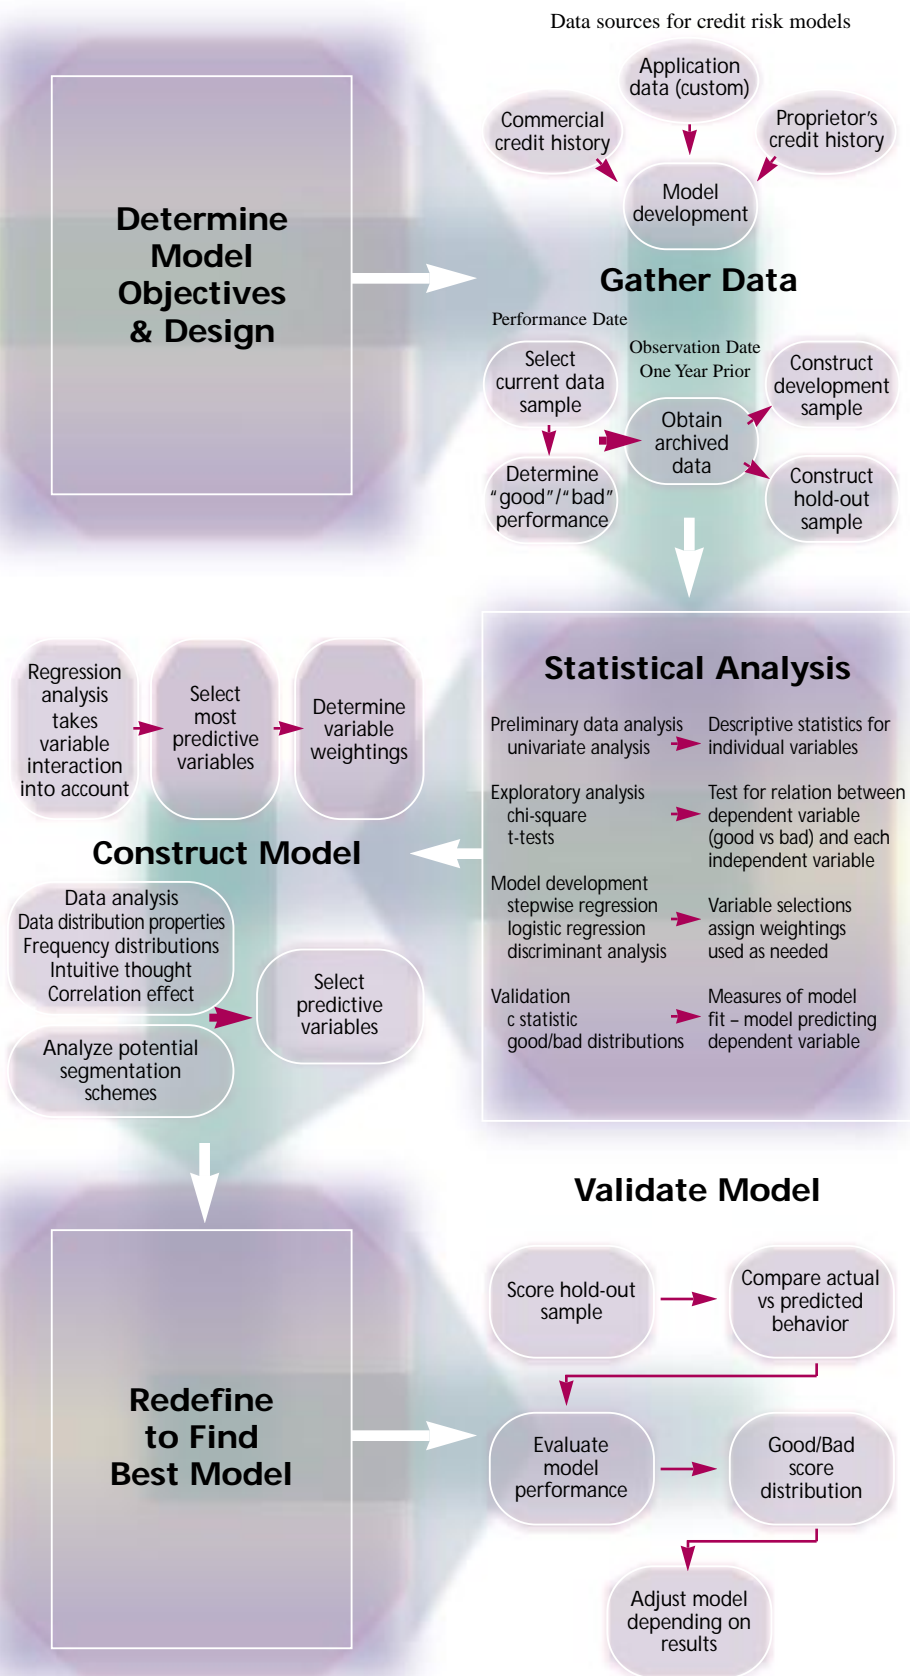 Data sources for credit risk models
Application
data (custom)
Commercial
credit history
Proprietor's
credit history
Model
development
Determine
Model
Objectives
& Design
Gather Data
Performance Date
Select
current data
sample
Observation Date
One Year Prior
Construct
development
sample
Obtain
archived
data
Determine
“good”/“bad”
performance
Construct
hold-out
sample
Statistical Analysis
Preliminary data analysis
univariate analysis
Descriptive statistics for
individual variables
Exploratory analysis
chi-square
t-tests
Test for relation between
dependent variable
(good vs bad) and each
independent variable
Model development
stepwise regression
logistic regression
discriminant analysis
Variable selections
assign weightings
used as needed
Validation
c statistic
good/bad distributions
Measures of model
fit – model predicting
dependent variable
Regression
analysis
takes
variable
interaction
into account
Select
most
predictive
variables
Determine
variable
weightings
Construct Model
Data analysis
Data distribution properties
Frequency distributions
Intuitive thought
Correlation effect
Select
predictive
variables
Analyze potential
segmentation
schemes
Redefine
to Find
Best Model
Validate Model
Score hold-out
sample
Compare actual
vs predicted
behavior
Evaluate
model
performance
Good/Bad
score
distribution
Adjust model
depending on
results